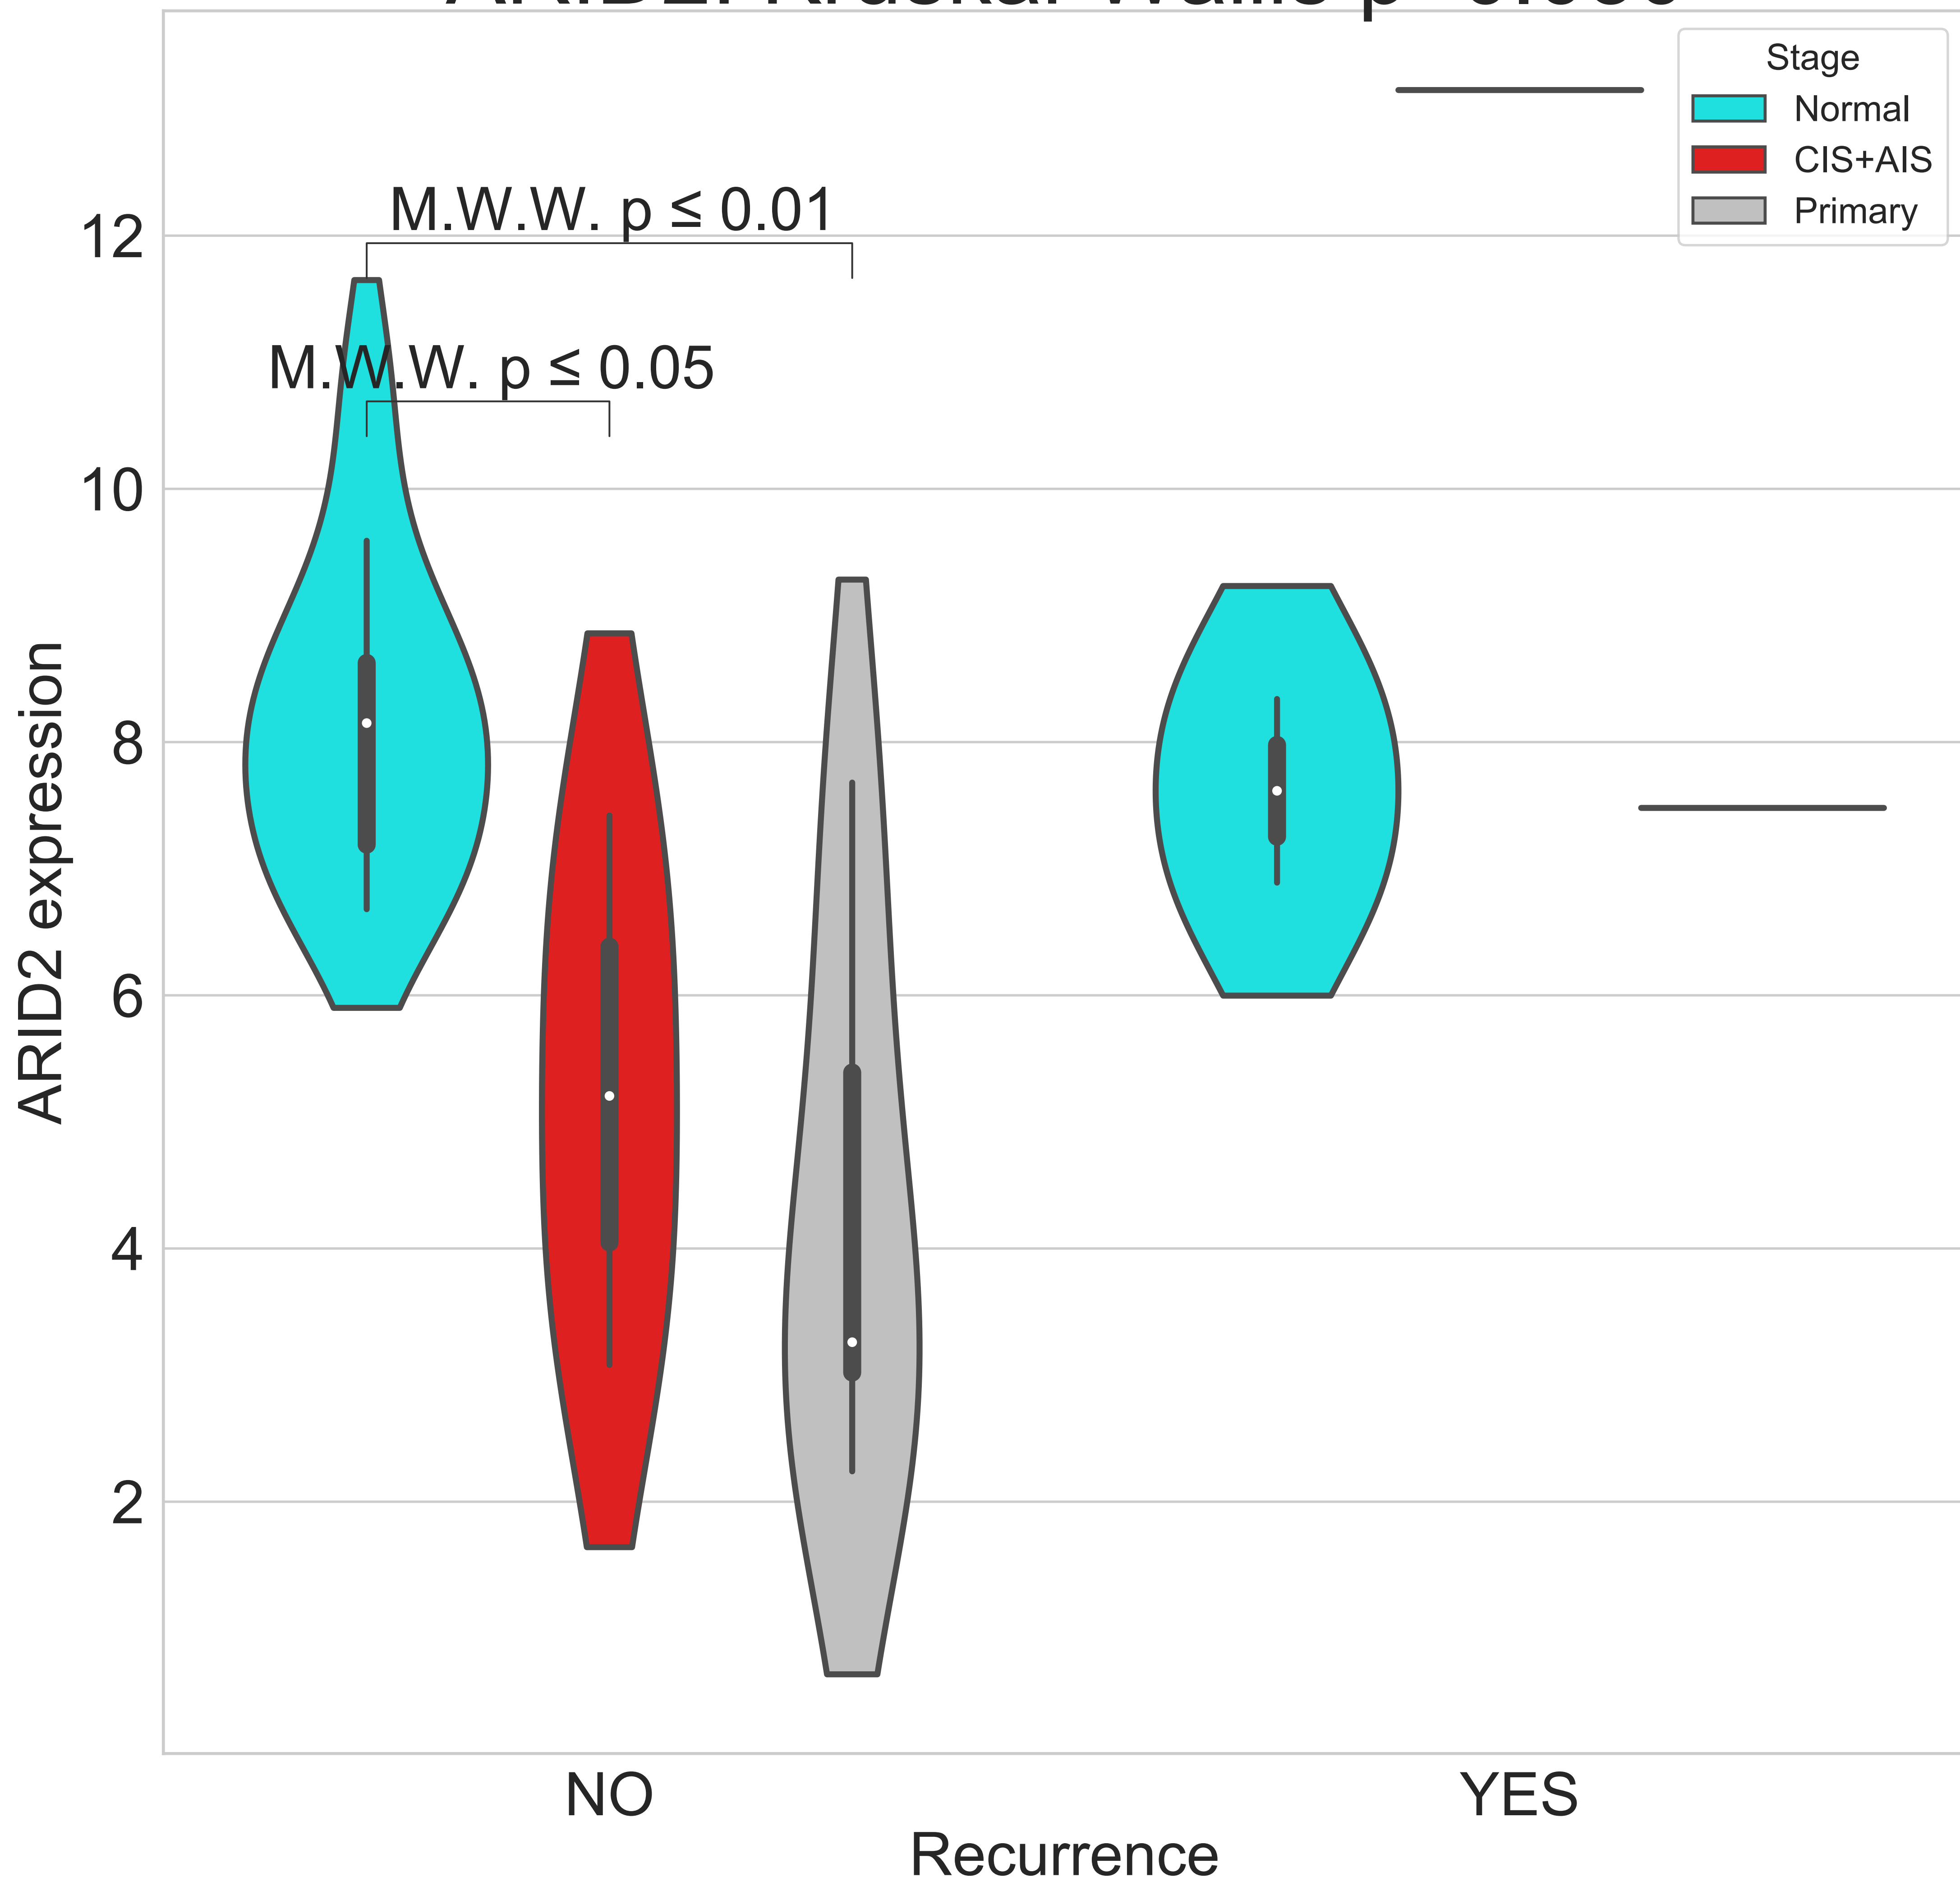 Stage
Normal
CIS+AIS
Primary
M.W.W. p ≤ 0.01
M.W.W. p ≤ 0.05
12
10
8
6
4
2
ARID2 expression
NO
YES
Recurrence